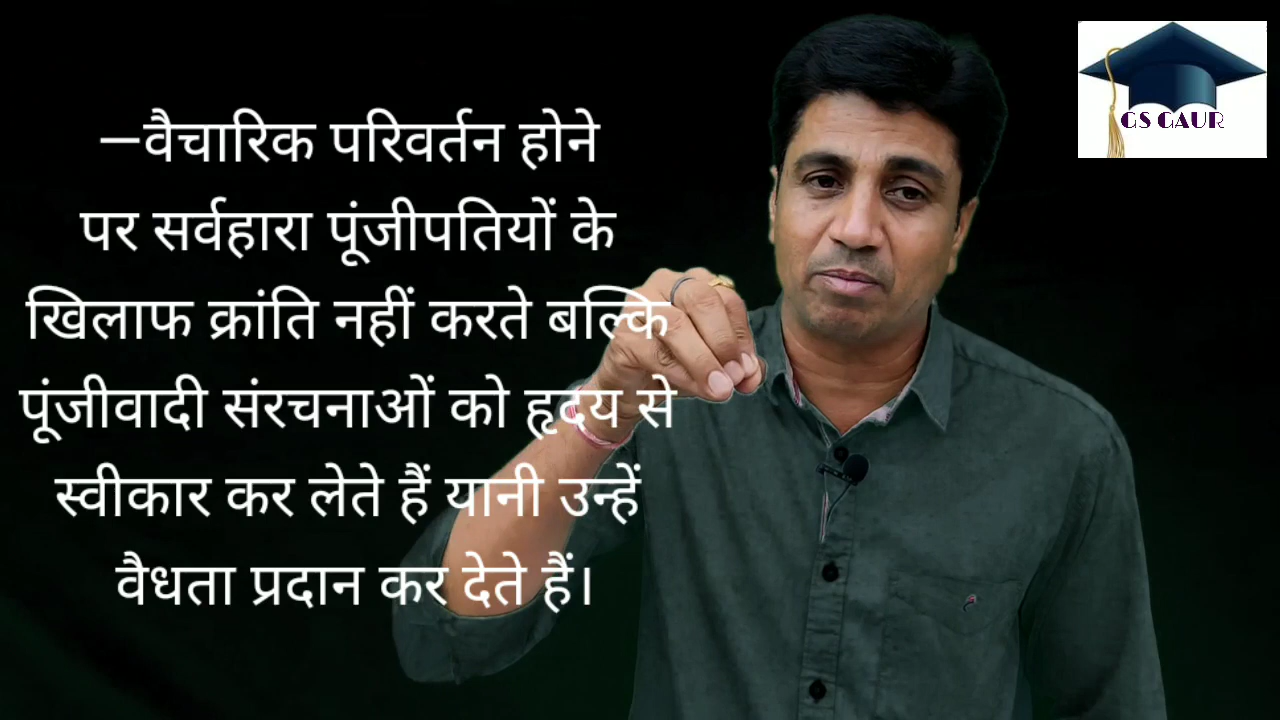 —वैचारिक परिवर्तन होने
पर सर्वहारा पूंजीपतियों के
खिलाफ क्रांति नहीं करते बल्कि
पूंजीवादी संरचनाओं को हृदय से
स्वीकार कर लेते हैं यानी उन्हें
वैधता प्रदान कर देते हैं।
GS GAUR